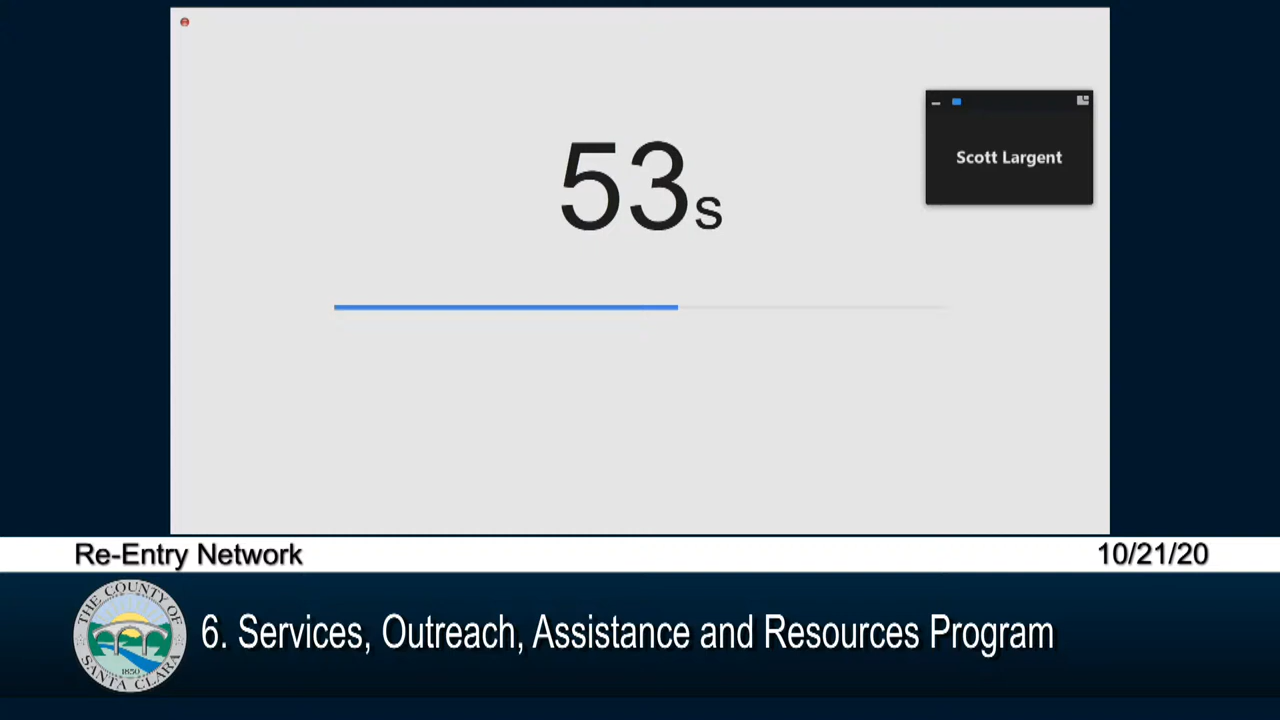 53s
Scott Largent
Re-Entry Network
10/21/20
THE COUNTY OF SANTA CLARA
1850
6. Services, Outreach, Assistance and Resources Program